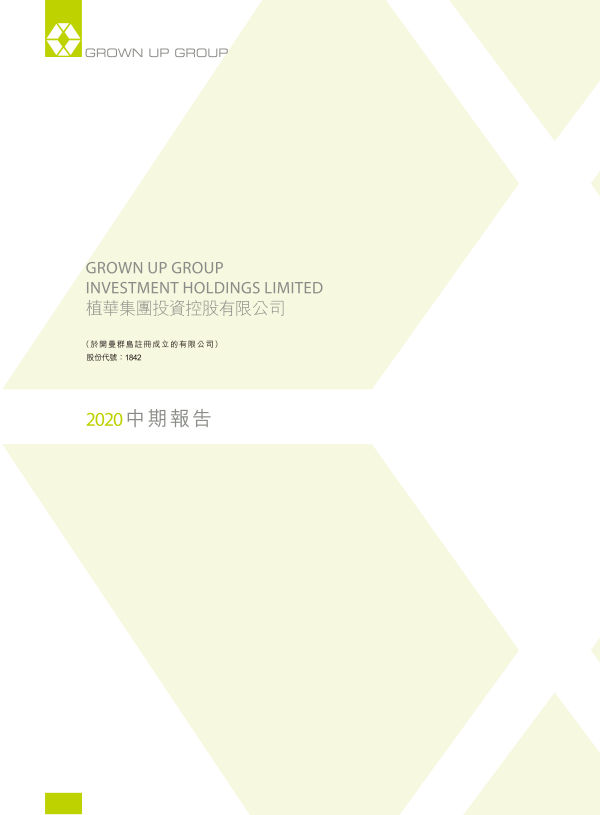 GROWN UP GROUP
GROWN UP GROUP
INVESTMENT HOLDINGS LIMITED
植華集團投資控股有限公司
(於開曼群島註冊成立的有限公司)
股份代號：1842
2020 中期報告